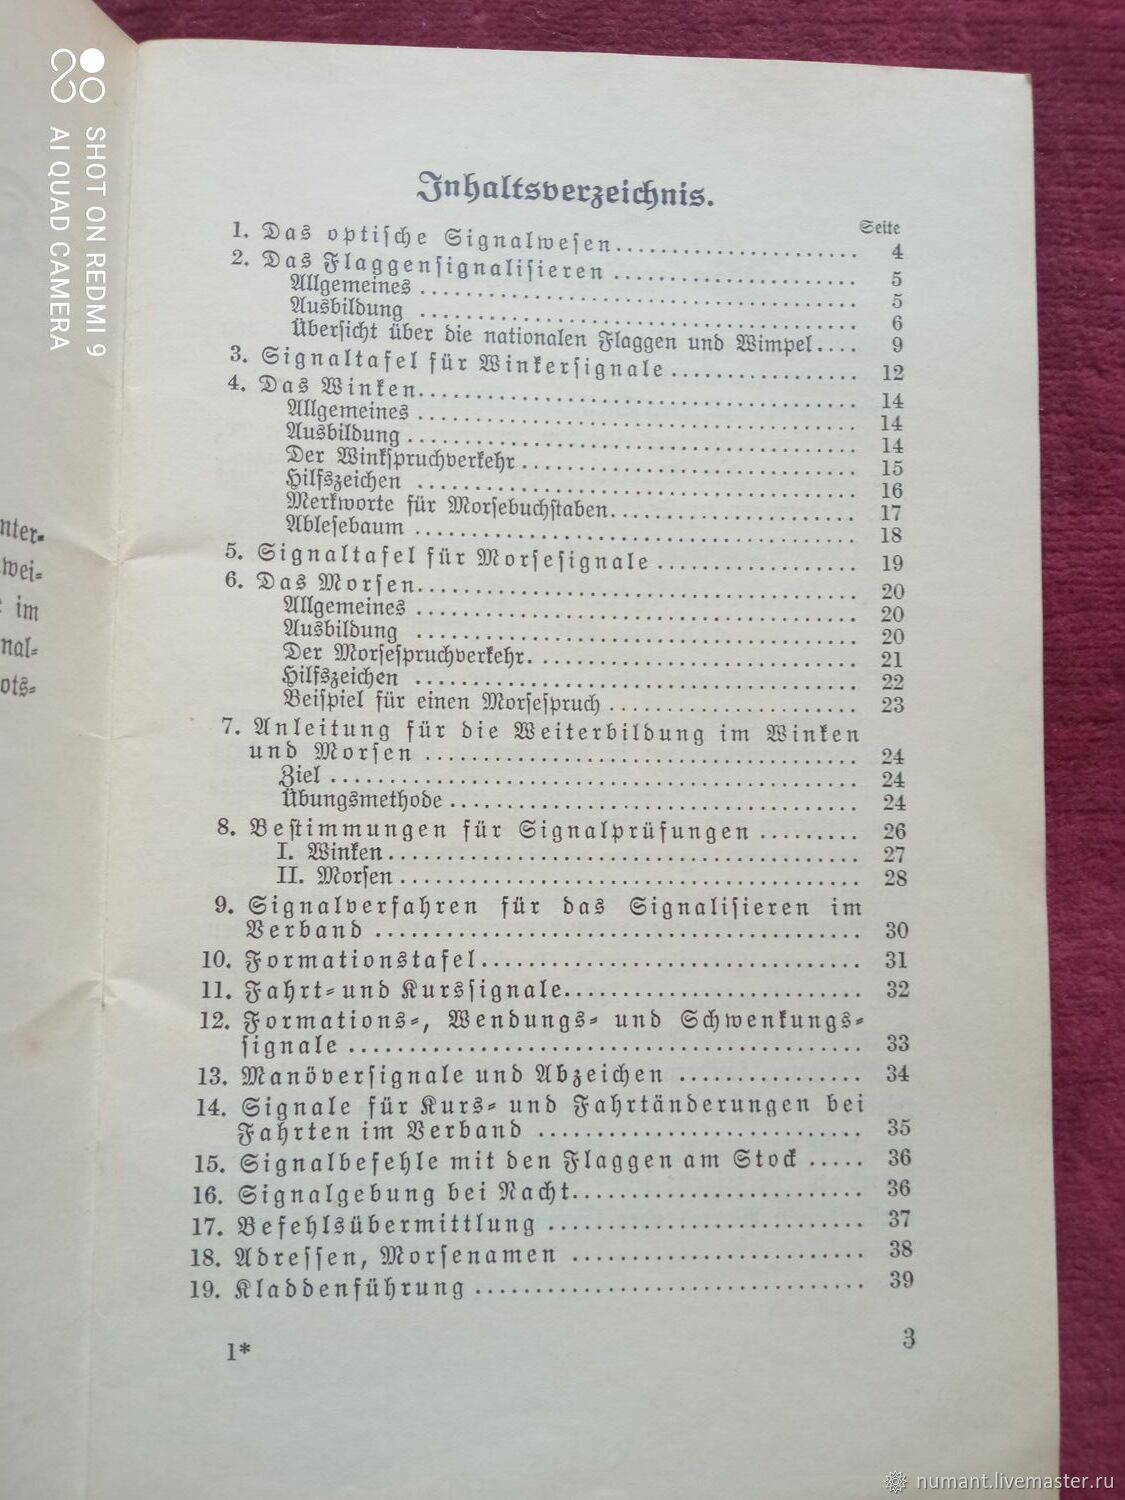 SHOT ON REDMI 9
AI QUAD CAMERA
nter-
wei-
im
nal-
ots-
Inhaltsverzeichnis.
Seite
1. Das optische Signalwesen..................... 4
2. Das Flaggensignalisieren ..................... 5
Allgemeines ..................... 5
Ausbildung ..................... 6
Übersicht über die nationalen Flaggen und Wimpel.... 9
3. Signaltafel für Winkersignale................ 12
4. Das Winken..................... 14
Allgemeines ..................... 14
Ausbildung ..................... 14
Der Winkspruchverkehr..................... 15
Hilfszeichen ..................... 16
Merkworte für Morsebuchstaben..................... 17
Ablesebaum ..................... 18
5. Signaltafel für Morsesignale ................. 19
6. Das Morsen..................... 20
Allgemeines ..................... 20
Ausbildung ..................... 20
Der Morsespruchverkehr..................... 21
Hilfszeichen ..................... 22
Beispiel für einen Morsespruch ..................... 23
7. Anleitung für die Weiterbildung im Winken
und Morsen ..................... 24
Ziel ..................... 24
Übungsmethode ..................... 24
8. Bestimmungen für Signalprüfungen ......... 26
I. Winken..................... 27
II. Morsen..................... 28
9. Signalverfahren für das Signalisieren im
Verband ..................... 30
10. Formationstafel..................... 31
11. Fahrt- und Kurssignale..................... 32
12. Formations-, Wendungs- und Schwenkungs-
signale ..................... 33
13. Manöversignale und Abzeichen ................ 34
14. Signale für Kurs- und Fahrtänderungen bei
Fahrten im Verband ..................... 35
15. Signalbefehle mit den Flaggen am Stock ..... 36
16. Signalgebung bei Nacht..................... 36
17. Befehlsübermittlung ..................... 37
18. Adressen, Morsenamen ..................... 38
19. Kladdenführung ..................... 39
1*
3
numant.livemaster.ru